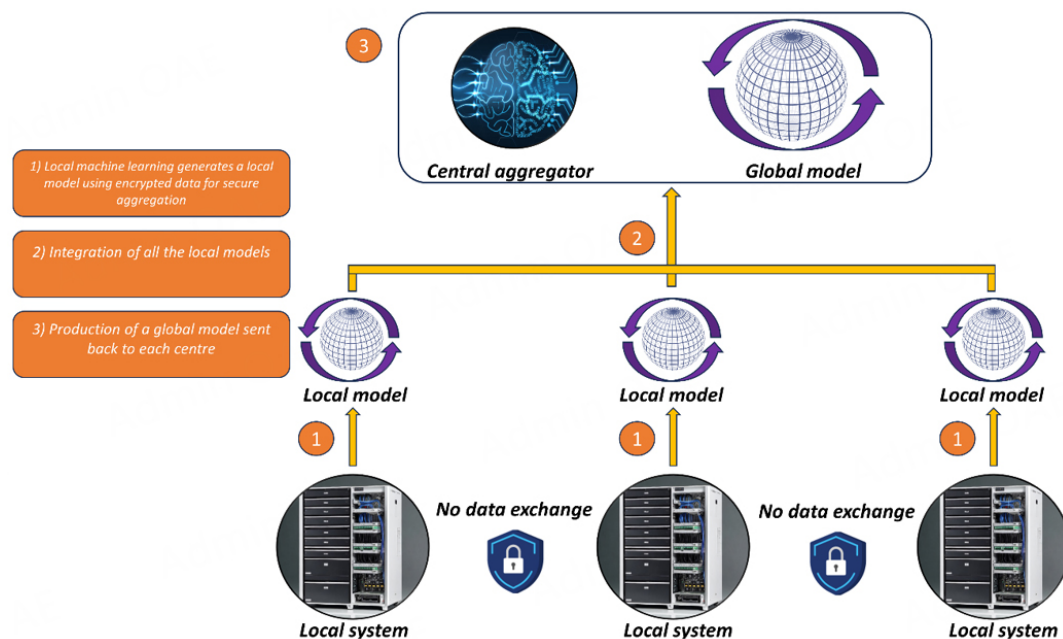 3
Central aggregator
Global model
1) Local machine learning generates a local
model using encrypted data for secure
aggregation
2) Integration of all the local models
3) Production of a global model sent
back to each centre
2
Local model
Local model
Local model
1
1
1
No data exchange
No data exchange
Local system
Local system
Local system